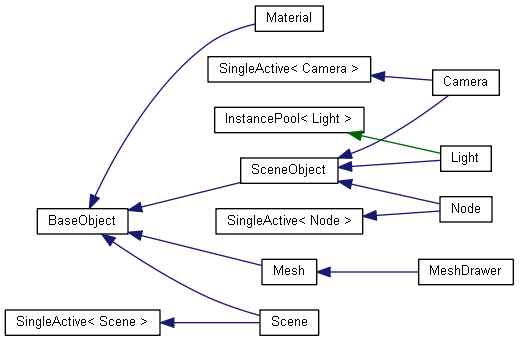 Material
SingleActive< Camera >
Camera
InstancePool< Light >
Light
SceneObject
Node
BaseObject
SingleActive< Node >
Mesh
MeshDrawer
SingleActive< Scene >
Scene